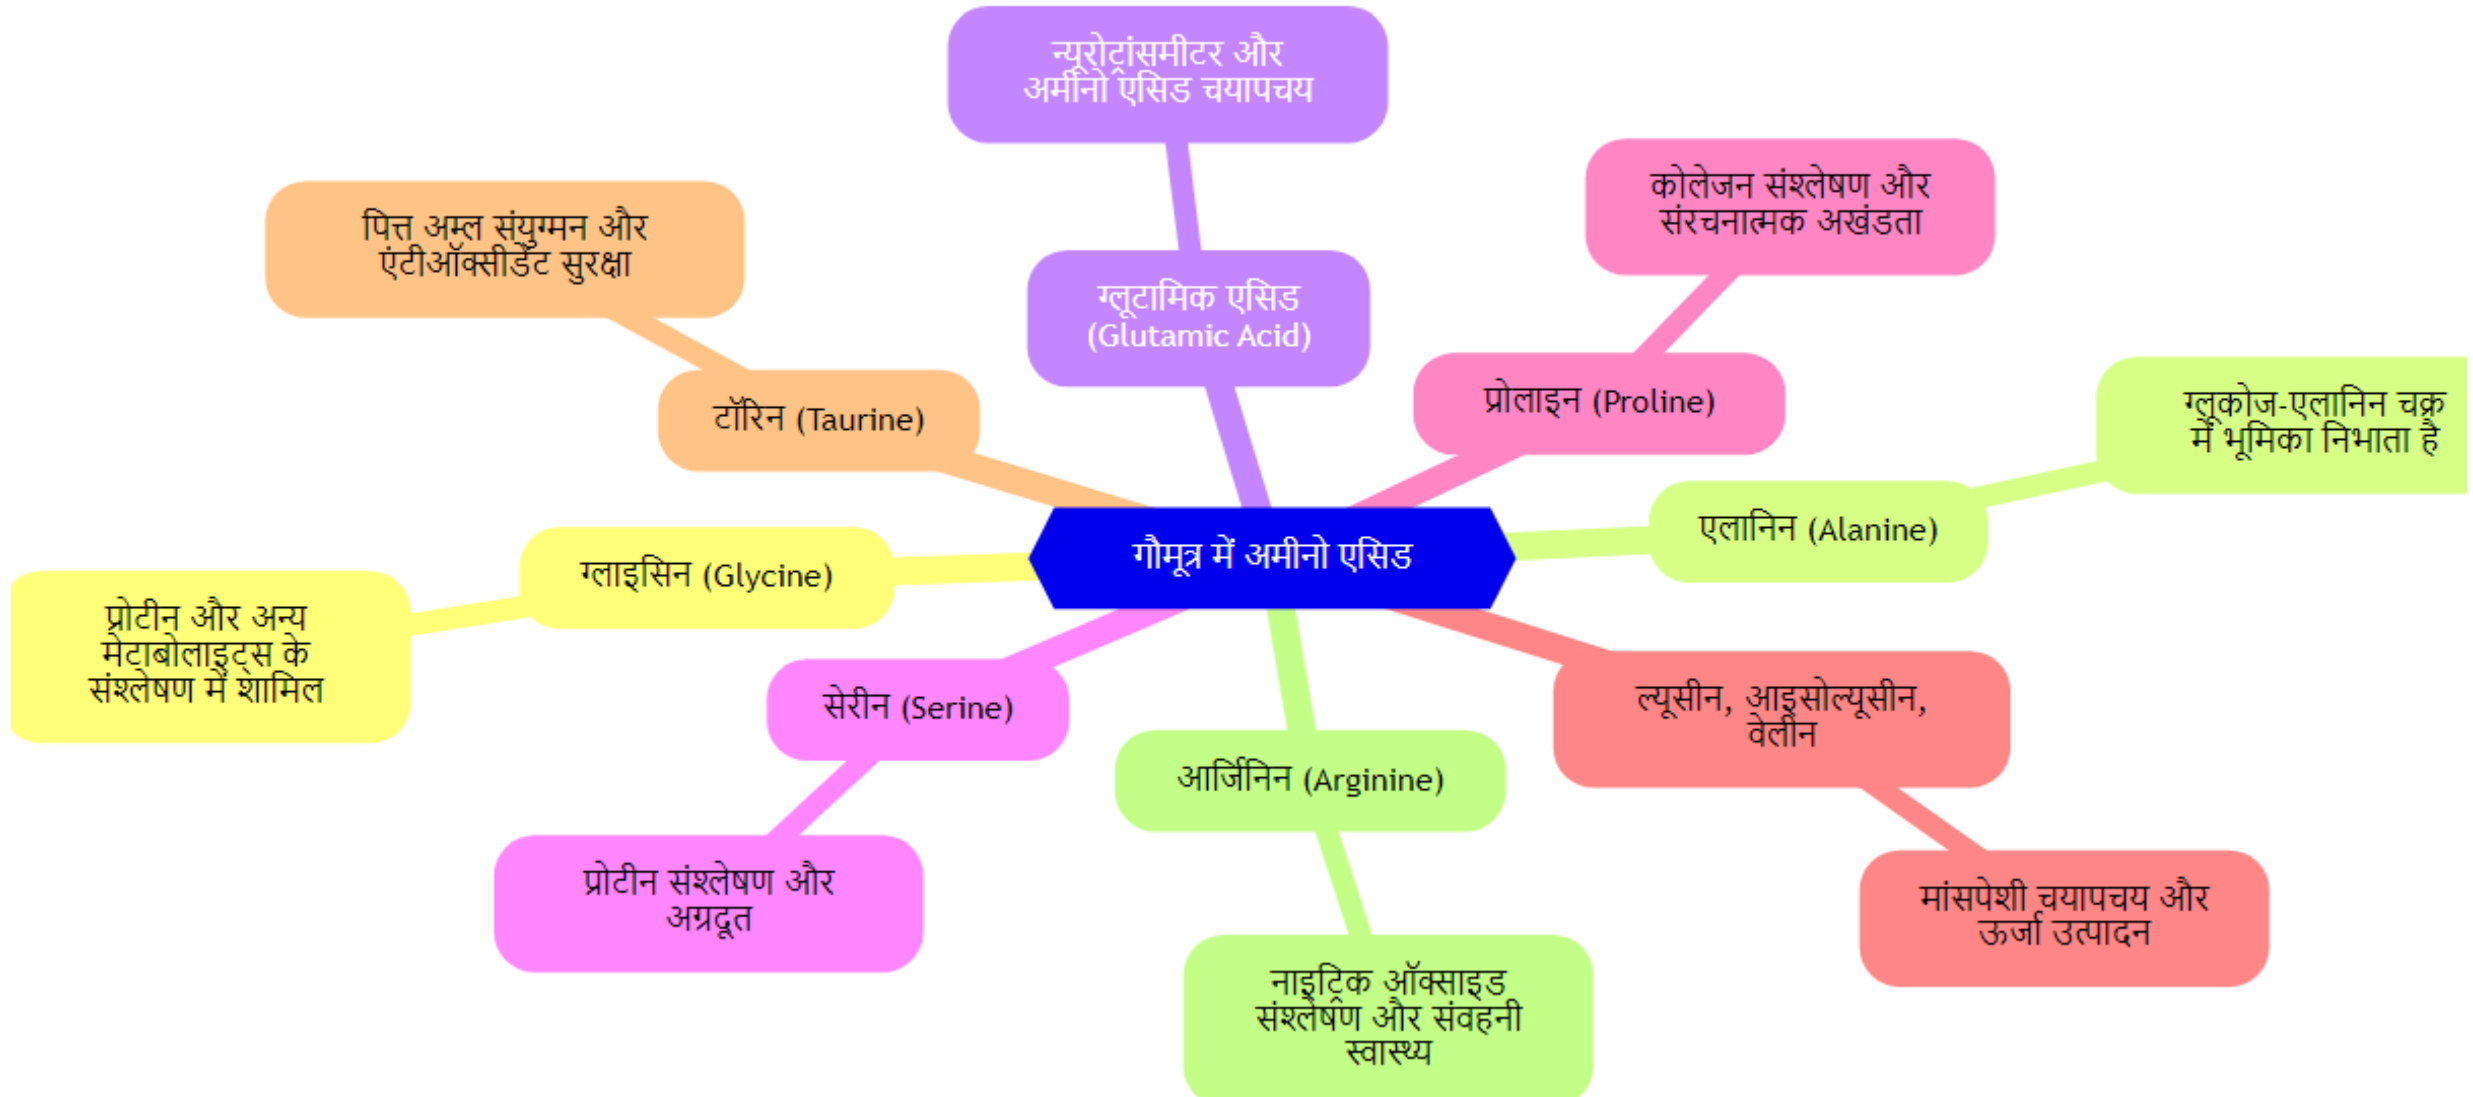 न्यूरोट्रांसमीटर और
अमीनो एसिड चयापचय
ग्लूटामिक एसिड
(Glutamic Acid)
कोलेजन संश्लेषण और
संरचनात्मक अखंडता
प्रोलाइन (Proline)
पित्त अम्ल संयुग्मन और
एंटीऑक्सीडेंट सुरक्षा
टॉरिन (Taurine)
ग्लूकोज-एलानिन चक्र
में भूमिका निभाता है
एलानिन (Alanine)
गौमूत्र में अमीनो एसिड
ग्लाइसिन (Glycine)
प्रोटीन और अन्य
मेटाबोलाइट्स के
संश्लेषण में शामिल
सेरीन (Serine)
प्रोटीन संश्लेषण और
अग्रदूत
आर्जिनिन (Arginine)
नाइट्रिक ऑक्साइड
संश्लेषण और संवहनी
स्वास्थ्य
ल्यूसीन, आइसोल्यूसीन,
वेलीन
मांसपेशी चयापचय और
ऊर्जा उत्पादन